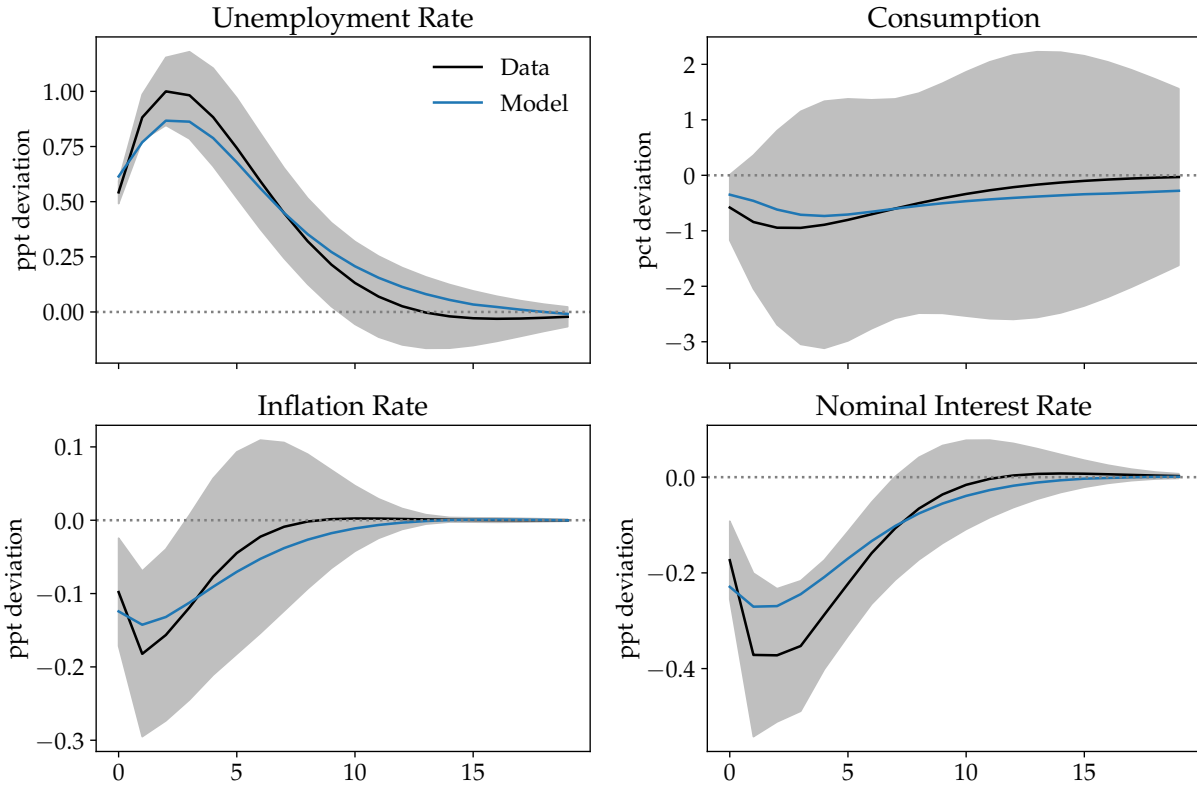 Unemployment Rate
ppt deviation
1.00
0.75
0.50
0.25
0.00
Data
Model
Consumption
pct deviation
2
1
0
−1
−2
−3
Inflation Rate
ppt deviation
0.1
0.0
−0.1
−0.2
−0.3
0 5 10 15
Nominal Interest Rate
ppt deviation
0.0
−0.2
−0.4
0 5 10 15